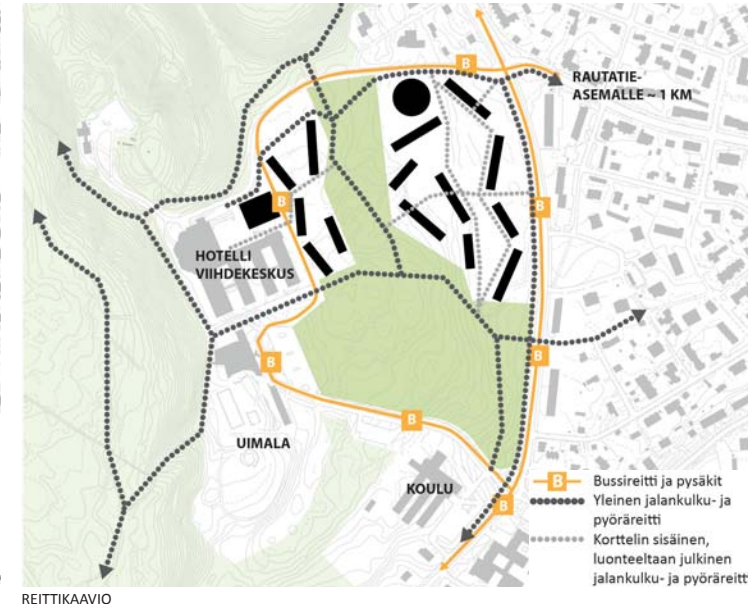 B
RAUTATIE-
ASEMALLE ~ 1 KM
B
B
HOTELLI
VIIHDEKESKUS
B
B
B
UIMALA
KOULU
B
B Bussireitti ja pysäkit
Yleinen jalankulku- ja
pyöräreitti
Korttelin sisäinen,
luonteeltaan julkinen
jalankulku- ja pyöräreitti
REITTIKAAVIO